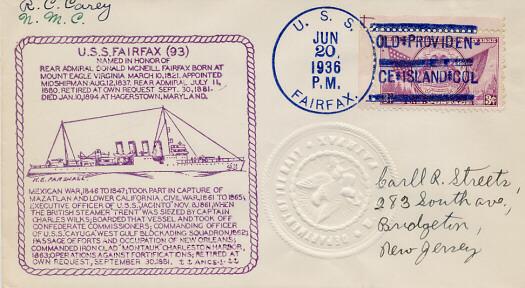 R. C. Carey
N. M. C.
U.S.S. FAIRFAX (93)
NAMED IN HONOR OF
REAR ADMIRAL DONALD MCNEILL FAIRFAX BORN AT
MOUNT EAGLE VIRGINIA MARCH 10, 1821, APPOINTED
MIDSHIPMAN AUG. 12, 1837. REAR ADMIRAL JULY 11,
1880. RETIRED AT OWN REQUEST SEPT. 30, 1881.
DIED JAN. 10, 1894 AT HAGERSTOWN, MARYLAND.
MEXICAN WAR, 1846 TO 1847; TOOK PART IN CAPTURE OF
MAZATLAN AND LOWER CALIFORNIA, CIVIL WAR, 1861 TO 1865;
EXECUTIVE OFFICER OF U.S.S. "JACINTO" NOV. 8, 1861, WHEN
THE BRITISH STEAMER "TRENT" WAS SIEZED BY CAPTAIN
CHARLES WILKS; BOARDED THAT VESSEL AND TOOK OFF
CONFEDERATE COMMISSIONERS; COMMANDING OFFICER
OF U.S.S. CAYUGA WEST GULF BLOCKADING SQUADRON, 1862;
PASSAGE OF FORTS AND OCCUPATION OF NEW ORLEANS;
COMMANDED IRON CLAD "MONTAUK" CHARLESTON HARBOR,
1863; OPERATIONS AGAINST FORTIFICATIONS; RETIRED AT
OWN REQUEST, SEPTEMBER 30, 1881.
U. S. S.
JUN
20
1936
P.M.
FAIRFAX.
OLD PROVIDEN-
CE ISLAND COL
3¢
Carll R. Streets,
283 South ave,
Bridgeton,
New Jersey